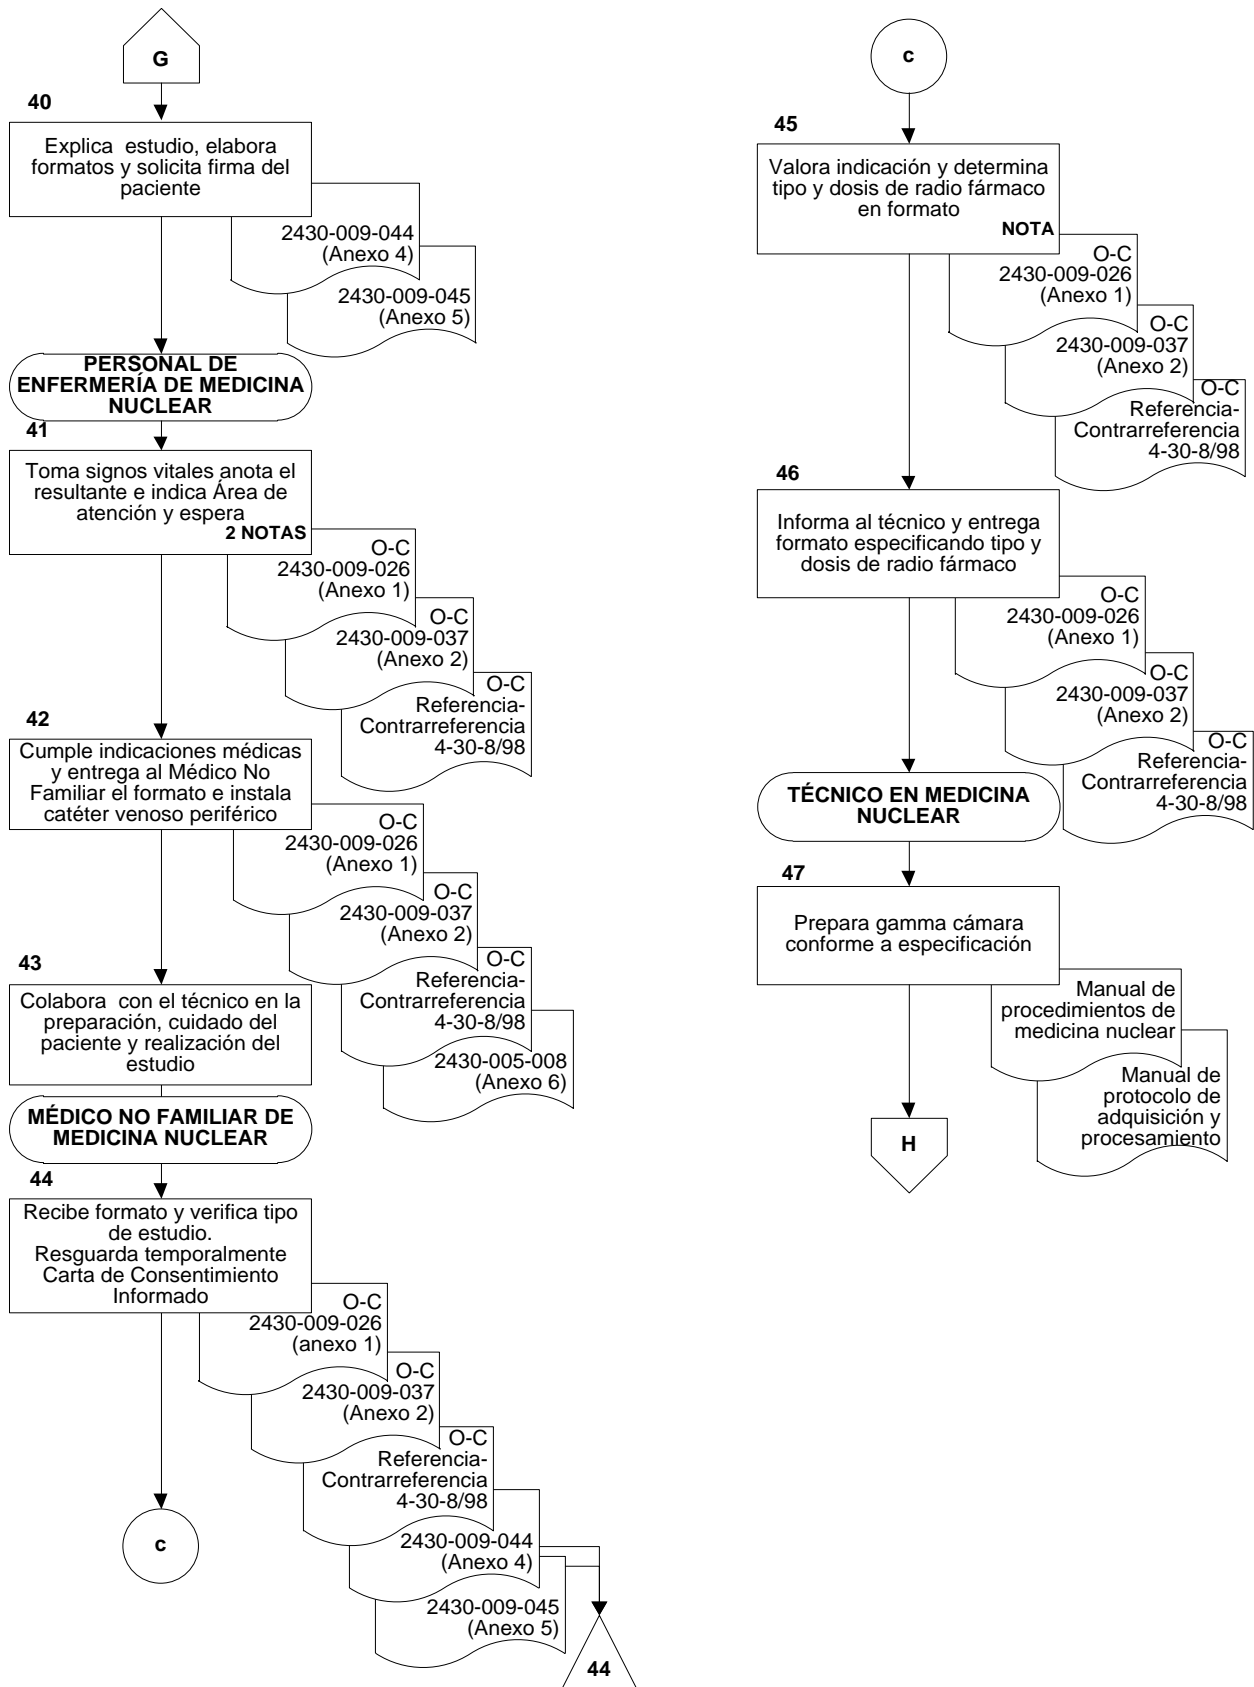 G
40
Explica estudio, elabora
formatos y solicita firma del
paciente
2430-009-044
(Anexo 4)
2430-009-045
(Anexo 5)
PERSONAL DE
ENFERMERÍA DE MEDICINA
NUCLEAR
41
Toma signos vitales anota el
resultante e indica Área de
atención y espera
2 NOTAS
O-C
2430-009-026
(Anexo 1)
O-C
2430-009-037
(Anexo 2)
O-C
Referencia-
Contrarreferencia
4-30-8/98
42
Cumple indicaciones médicas
y entrega al Médico No
Familiar el formato e instala
catéter venoso periférico
O-C
2430-009-026
(Anexo 1)
O-C
2430-009-037
(Anexo 2)
O-C
Referencia-
Contrarreferencia
4-30-8/98
2430-005-008
(Anexo 6)
43
Colabora con el técnico en la
preparación, cuidado del
paciente y realización del
estudio
MÉDICO NO FAMILIAR DE
MEDICINA NUCLEAR
44
Recibe formato y verifica tipo
de estudio.
Resguarda temporalmente
Carta de Consentimiento
Informado
O-C
2430-009-026
(anexo 1)
O-C
2430-009-037
(Anexo 2)
O-C
Referencia-
Contrarreferencia
4-30-8/98
2430-009-044
(Anexo 4)
2430-009-045
(Anexo 5)
44
c
c
45
Valora indicación y determina
tipo y dosis de radio fármaco
en formato
NOTA
O-C
2430-009-026
(Anexo 1)
O-C
2430-009-037
(Anexo 2)
O-C
Referencia-
Contrarreferencia
4-30-8/98
46
Informa al técnico y entrega
formato especificando tipo y
dosis de radio fármaco
O-C
2430-009-026
(Anexo 1)
O-C
2430-009-037
(Anexo 2)
O-C
Referencia-
Contrarreferencia
4-30-8/98
TÉCNICO EN MEDICINA
NUCLEAR
47
Prepara gamma cámara
conforme a especificación
Manual de
procedimientos de
medicina nuclear
Manual de
protocolo de
adquisición y
procesamiento
H